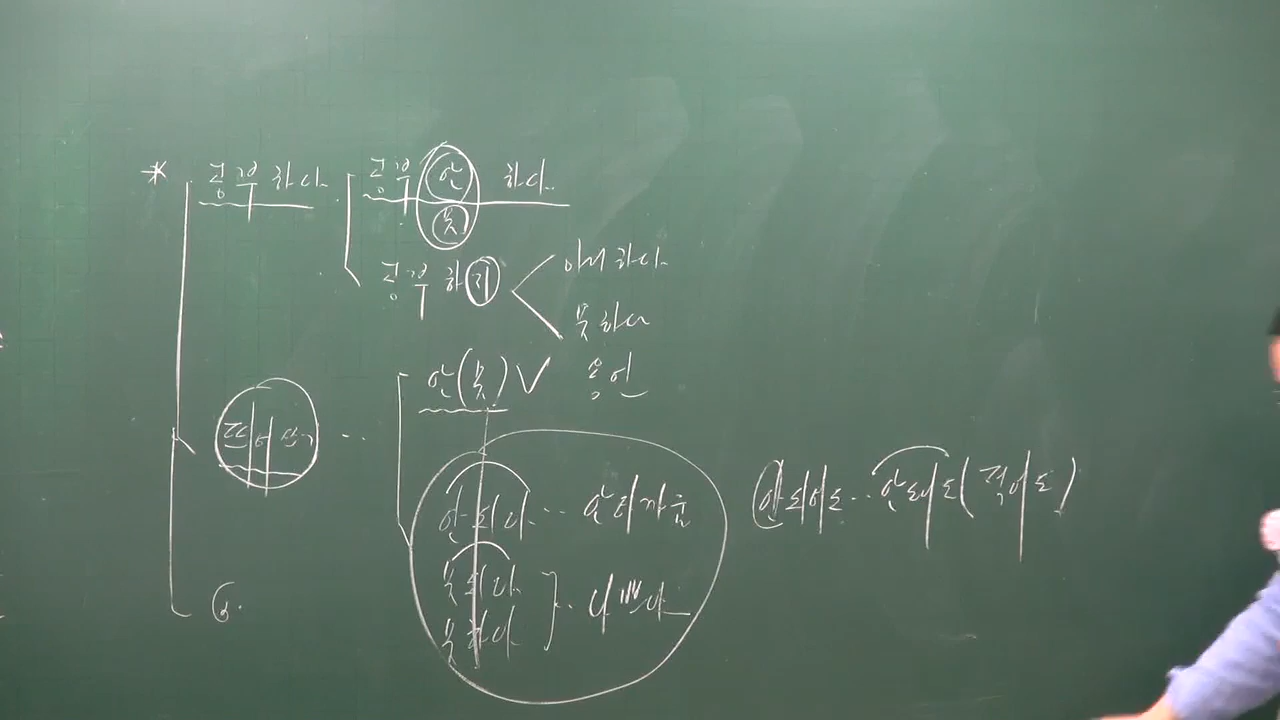 * 공부하다 공부 안 하다.
못
공부 하지 아니하다
못하다
안(못) ∨ 용언
띄어쓰기 ..
안되다 .. 안타까움
안되어도 .. 안돼도(적어도)
못되다
못하다 } .. 나쁘다